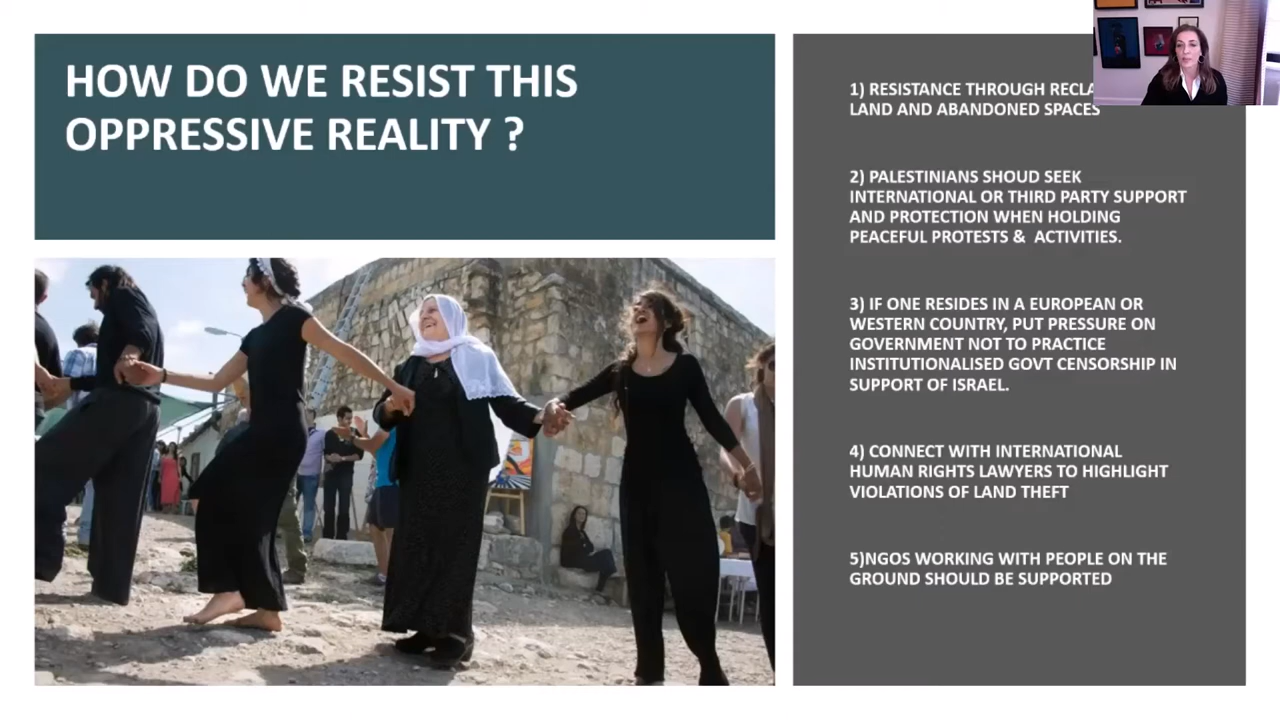 HOW DO WE RESIST THIS
OPPRESSIVE REALITY ?
1) RESISTANCE THROUGH
LAND AND ABANDONED SPACES
2) PALESTINIANS SHOUD SEEK
INTERNATIONAL OR THIRD PARTY SUPPORT
AND PROTECTION WHEN HOLDING
PEACEFUL PROTESTS & ACTIVITIES.
3) IF ONE RESIDES IN A EUROPEAN OR
WESTERN COUNTRY, PUT PRESSURE ON
GOVERNMENT NOT TO PRACTICE
INSTITUTIONALISED GOVT CENSORSHIP IN
SUPPORT OF ISRAEL.
4) CONNECT WITH INTERNATIONAL
HUMAN RIGHTS LAWYERS TO HIGHLIGHT
VIOLATIONS OF LAND THEFT
5)NGOS WORKING WITH PEOPLE ON THE
GROUND SHOULD BE SUPPORTED